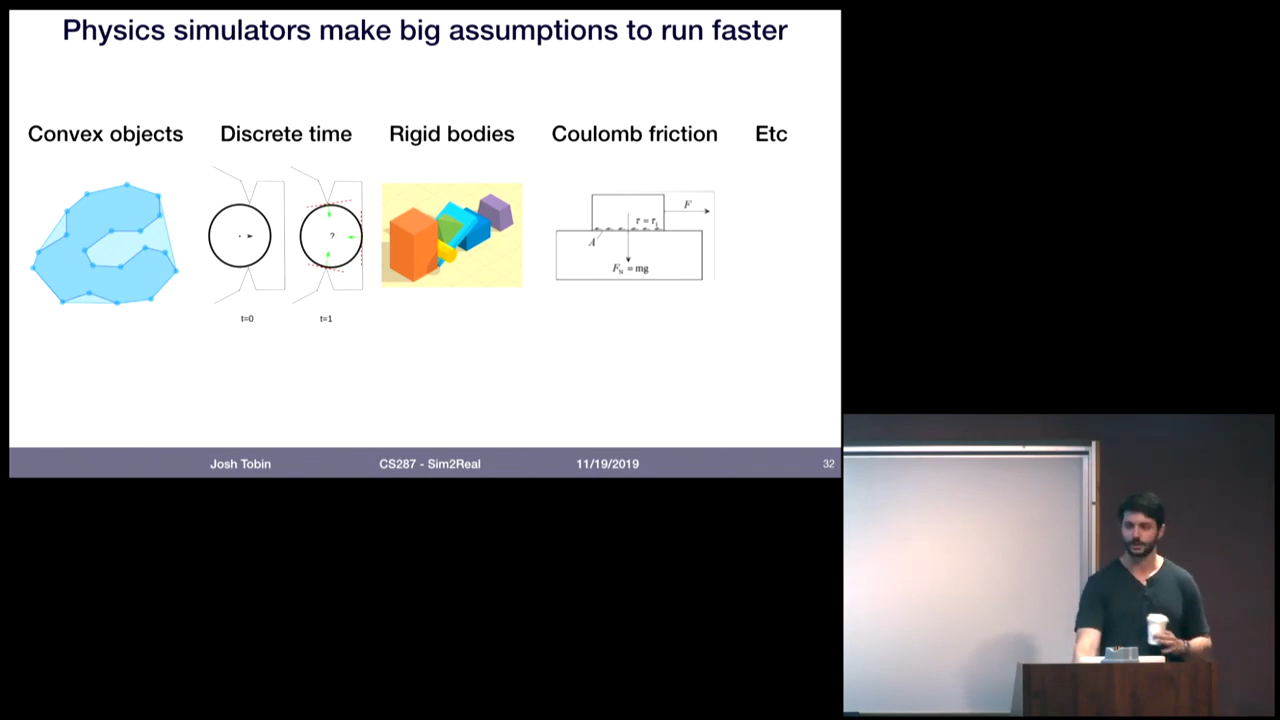 Physics simulators make big assumptions to run faster
Convex objects
Discrete time
Rigid bodies
Coulomb friction
Etc
?
t=0
t=1
F
τ = τ
A
F_N = mg
Josh Tobin
CS287 - Sim2Real
11/19/2019
32